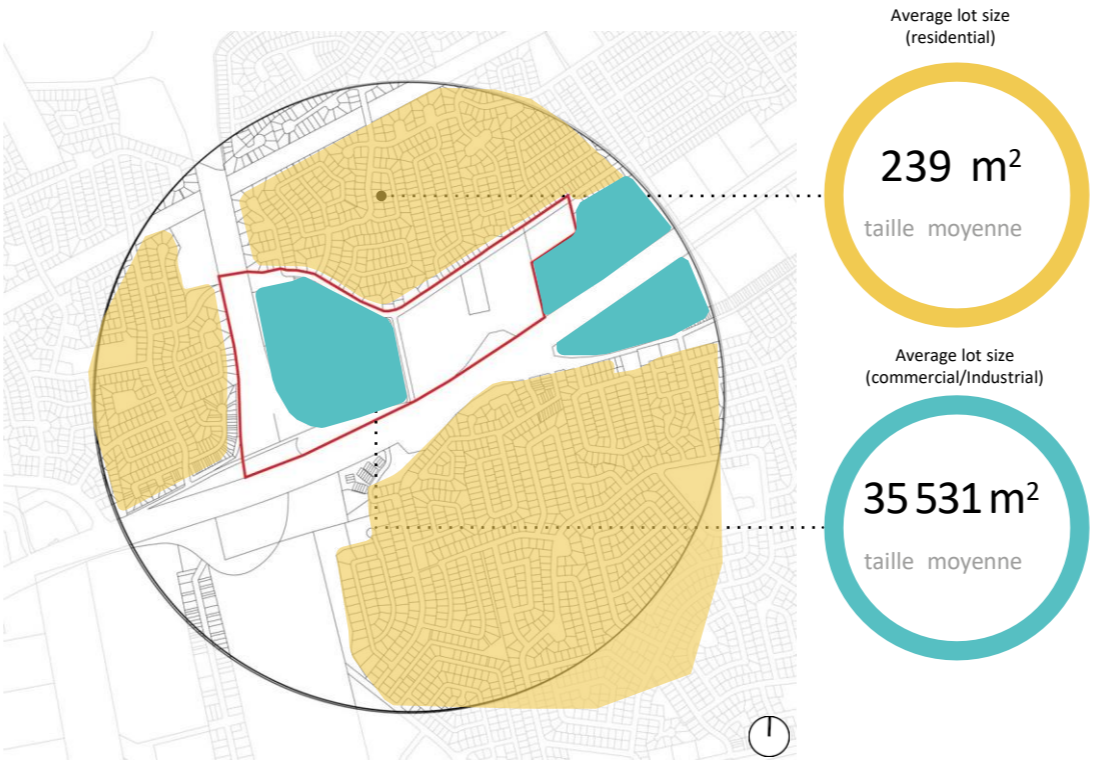 Average lot size
(residential)
239 m²
taille moyenne
Average lot size
(commercial/Industrial)
35 531 m²
taille moyenne